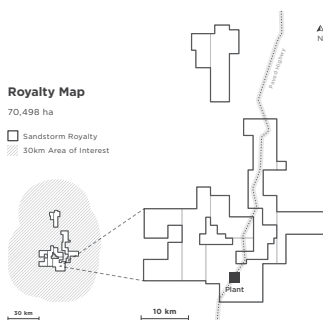 N
Paved Highway
Royalty Map
70,498 ha
Sandstorm Royalty
30km Area of Interest
Plant
30 km
10 km